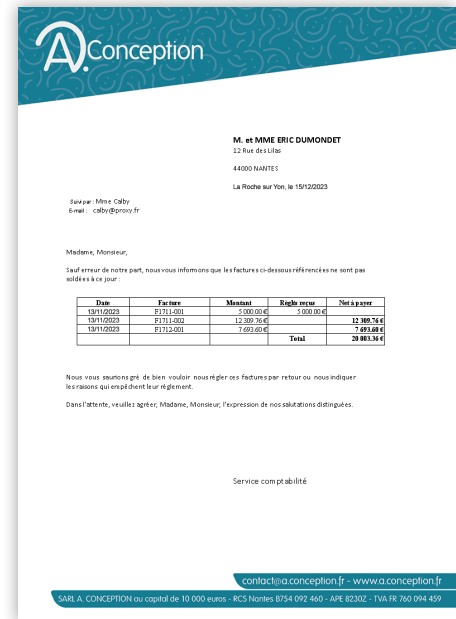 A.Conception
M. et MME ERIC DUMONDET
12 Rue des Lilas
44000 NANTES
La Roche sur Yon, le 15/12/2023
Suivi par : Mme Calby
E-mail : calby@proxy.fr
Madame, Monsieur,
Sauf erreur de notre part, nous vous informons que les factures ci-dessous référencées ne sont pas
soldées à ce jour :
Date Facture Montant Réglts reçus Net à payer
13/11/2023 F1711-001 5 000.00 € 5 000.00 €
13/11/2023 F1711-002 12 309.76 € 12 309.76 €
13/11/2023 F1712-001 7 693.60 € 7 693.60 €
Total 20 003.36 €
Nous vous saurions gré de bien vouloir nous régler ces factures par retour ou nous indiquer
les raisons qui empêchent leur règlement.
Dans l'attente, veuillez agréer, Madame, Monsieur, l'expression de nos salutations distinguées.
Service comptabilité
contact@a.conception.fr - www.a.conception.fr
SARL A. CONCEPTION au capital de 10 000 euros - RCS Nantes B754 092 460 - APE 8230Z - TVA FR 760 094 459